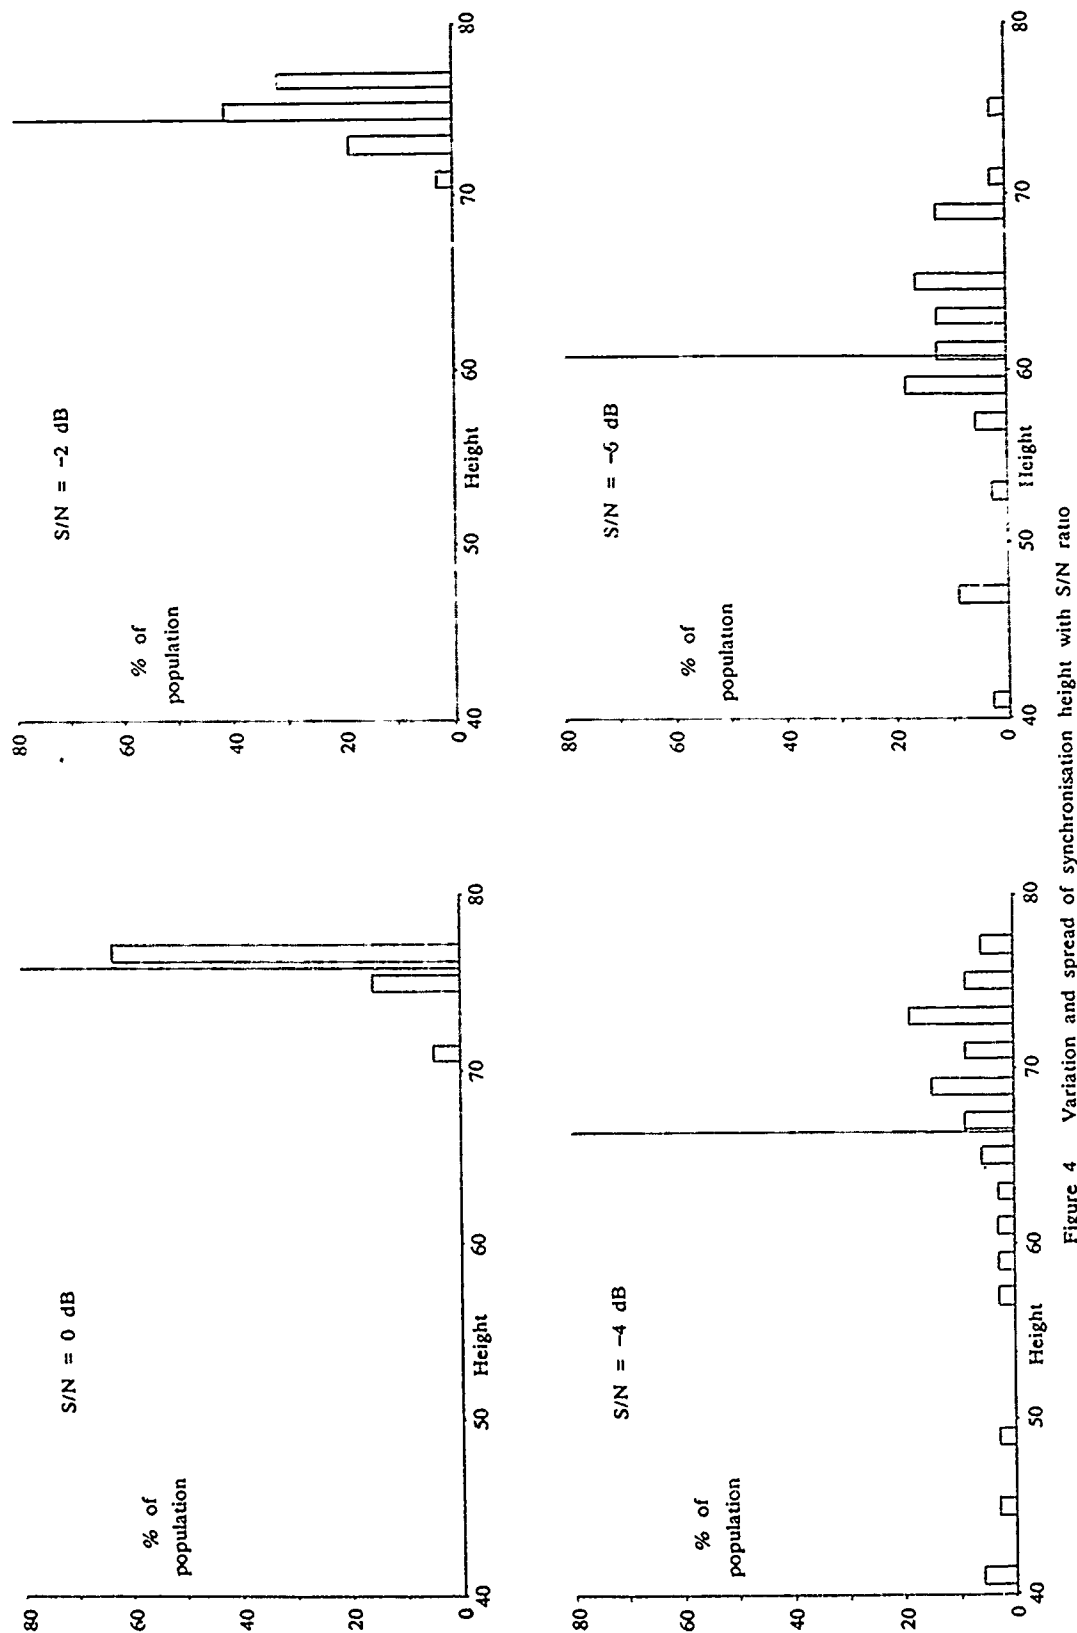 80
60
40
20
0
% of
population
S/N = 0 dB
40
50
60
70
80
Height
80
60
40
20
0
% of
population
S/N = -2 dB
40
50
60
70
80
Height
80
60
40
20
0
% of
population
S/N = -4 dB
40
50
60
70
80
Height
80
60
40
20
0
% of
population
S/N = -6 dB
40
50
60
70
80
Height
Figure 4 Variation and spread of synchronisation height with S/N ratio